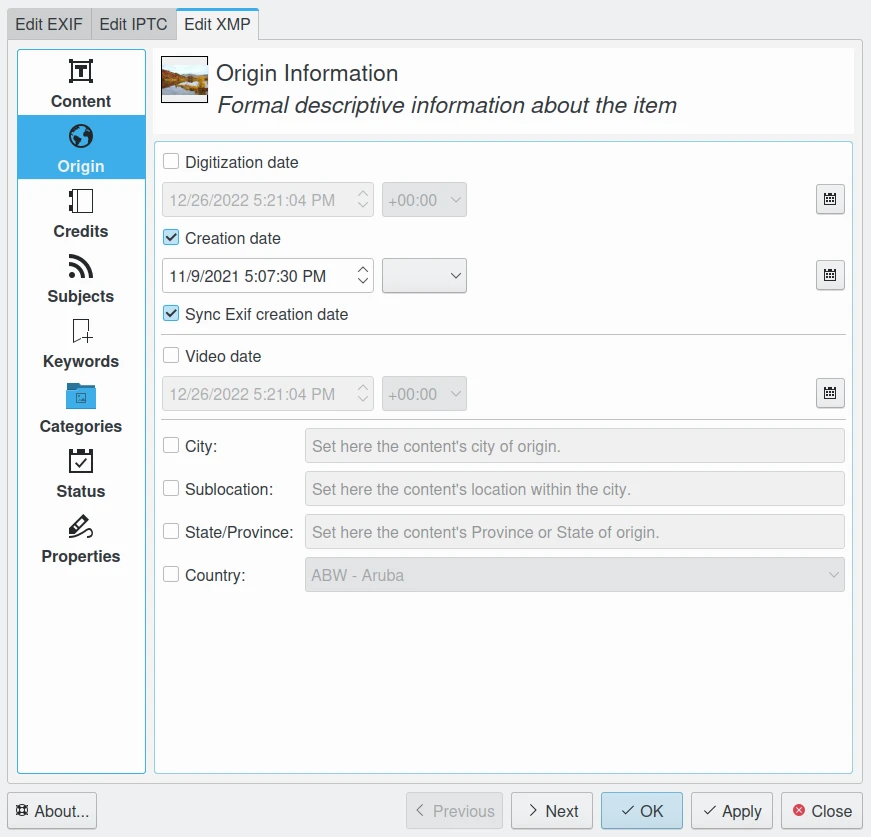 Edit EXIF Edit IPTC Edit XMP
Content
Origin
Credits
Subjects
Keywords
Categories
Status
Properties
Origin Information
Formal descriptive information about the item
Digitization date
12/26/2022 5:21:04 PM +00:00
Creation date
11/9/2021 5:07:30 PM
Sync Exif creation date
Video date
12/26/2022 5:21:04 PM +00:00
City: Set here the content's city of origin.
Sublocation: Set here the content's location within the city.
State/Province: Set here the content's Province or State of origin.
Country: ABW - Aruba
About... Previous Next OK Apply Close